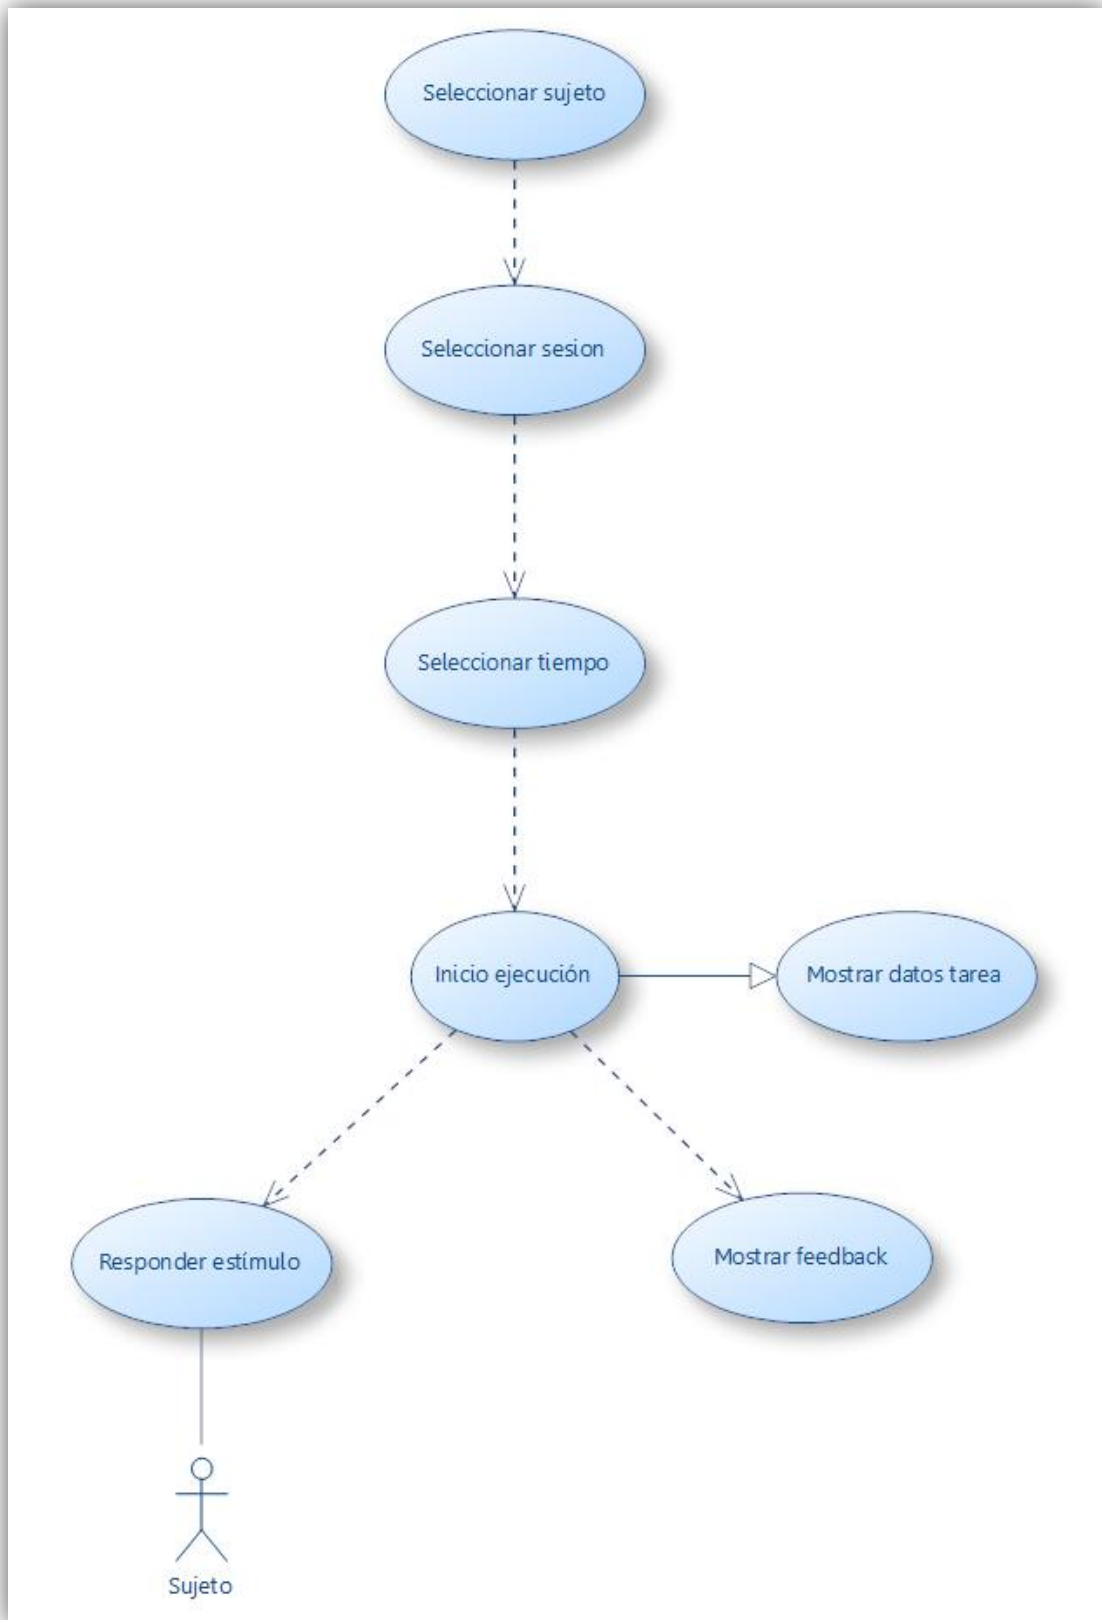 Seleccionar sujeto
Seleccionar sesion
Seleccionar tiempo
Inicio ejecución
Mostrar datos tarea
Responder estímulo
Mostrar feedback
Sujeto